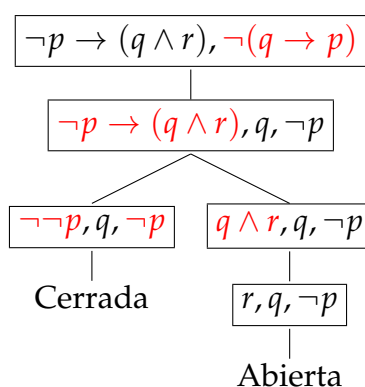 ¬p → (q ∧ r), ¬(q → p)
¬p → (q ∧ r), q, ¬p
¬¬p, q, ¬p
q ∧ r, q, ¬p
Cerrada
r, q, ¬p
Abierta